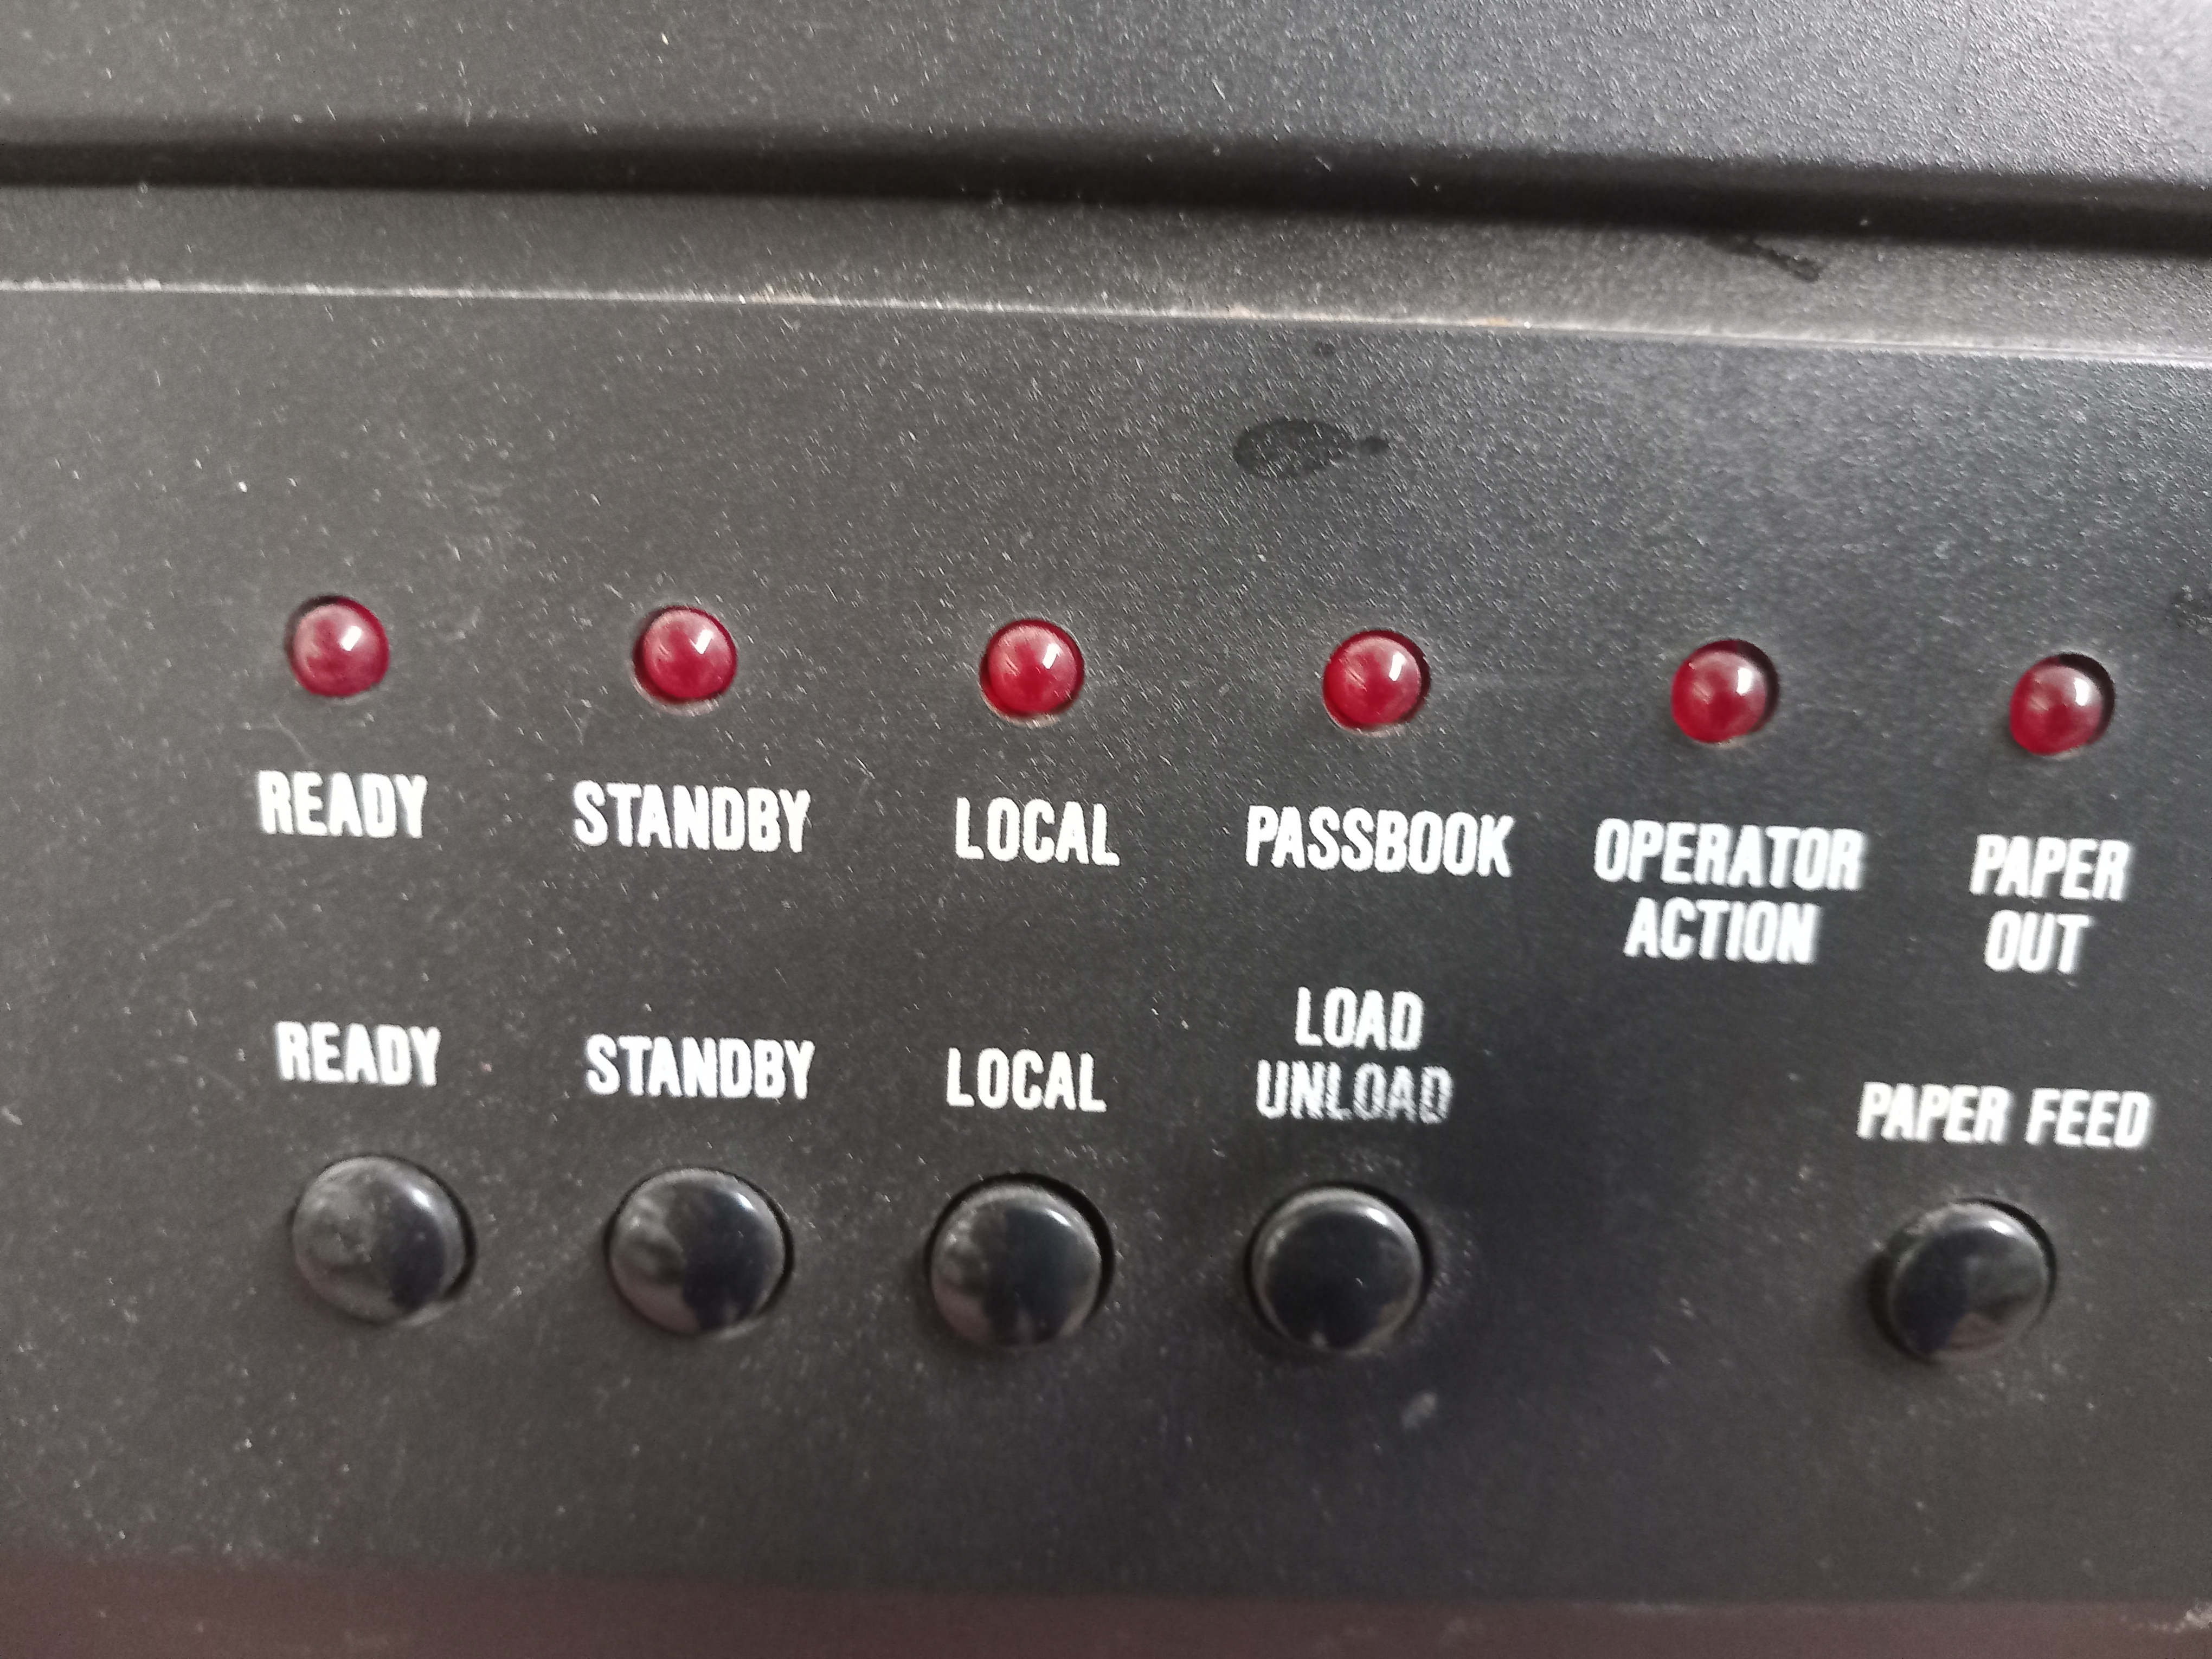 READY
STANDBY
LOCAL
PASSBOOK
OPERATOR
ACTION
PAPER
OUT
READY
STANDBY
LOCAL
LOAD
UNLOAD
PAPER FEED